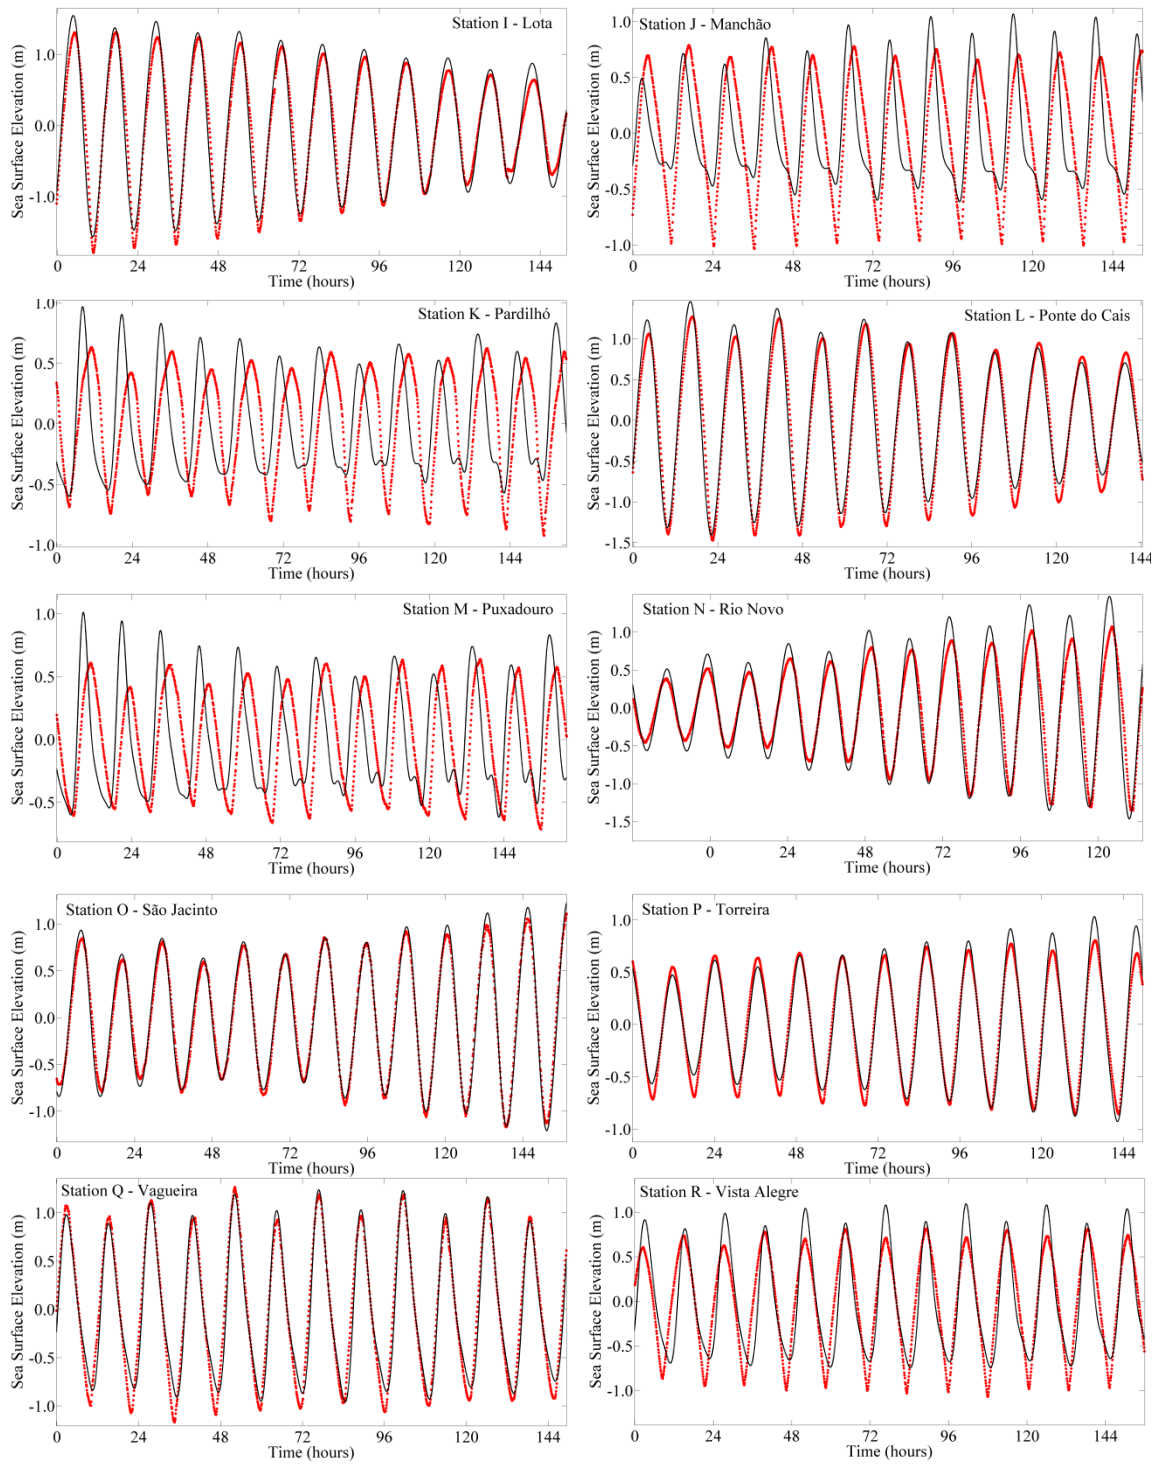 Station I - Lota
Sea Surface Elevation (m)
1.0
0.0
-1.0
0 24 48 72 96 120 144
Time (hours)
Station J - Manchão
Sea Surface Elevation (m)
1.0
0.5
0.0
-0.5
-1.0
0 24 48 72 96 120 144
Time (hours)
Station K - Pardilhó
Sea Surface Elevation (m)
1.0
0.5
0.0
-0.5
-1.0
0 24 48 72 96 120 144
Time (hours)
Station L - Ponte do Cais
Sea Surface Elevation (m)
1.0
0.5
0.0
-0.5
-1.0
-1.5
0 24 48 72 96 120 144
Time (hours)
Station M - Puxadouro
Sea Surface Elevation (m)
1.0
0.5
0.0
-0.5
0 24 48 72 96 120 144
Time (hours)
Station N - Rio Novo
Sea Surface Elevation (m)
1.0
0.5
0.0
-0.5
-1.0
-1.5
0 24 48 72 96 120
Time (hours)
Station O - São Jacinto
Sea Surface Elevation (m)
1.0
0.5
0.0
-0.5
-1.0
0 24 48 72 96 120 144
Time (hours)
Station P - Torreira
Sea Surface Elevation (m)
1.0
0.5
0.0
-0.5
-1.0
0 24 48 72 96 120 144
Time (hours)
Station Q - Vagueira
Sea Surface Elevation (m)
1.0
0.5
0.0
-0.5
-1.0
0 24 48 72 96 120 144
Time (hours)
Station R - Vista Alegre
Sea Surface Elevation (m)
1.0
0.5
0.0
-0.5
-1.0
0 24 48 72 96 120 144
Time (hours)